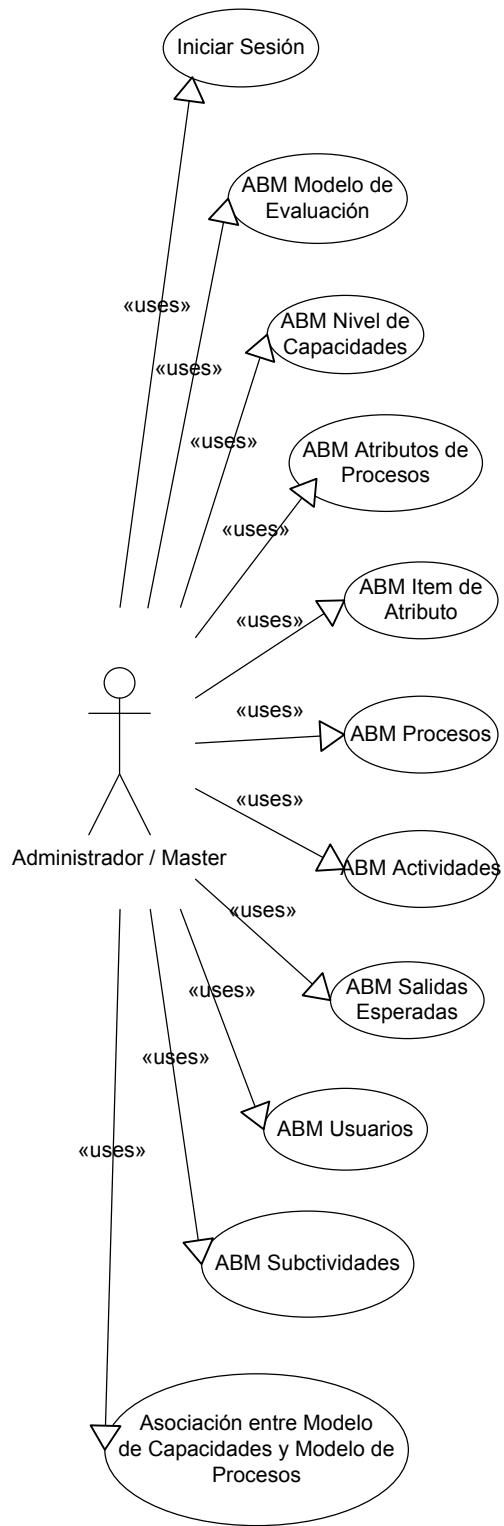 Iniciar Sesión
ABM Modelo de
Evaluación
«uses»
ABM Nivel de
Capacidades
«uses»
«uses»
ABM Atributos de
Procesos
«uses»
ABM Item de
Atributo
«uses»
«uses»
ABM Procesos
«uses»
Administrador / Master
ABM Actividades
«uses»
ABM Salidas
Esperadas
«uses»
«uses»
ABM Usuarios
«uses»
ABM Subctividades
Asociación entre Modelo
de Capacidades y Modelo de
Procesos